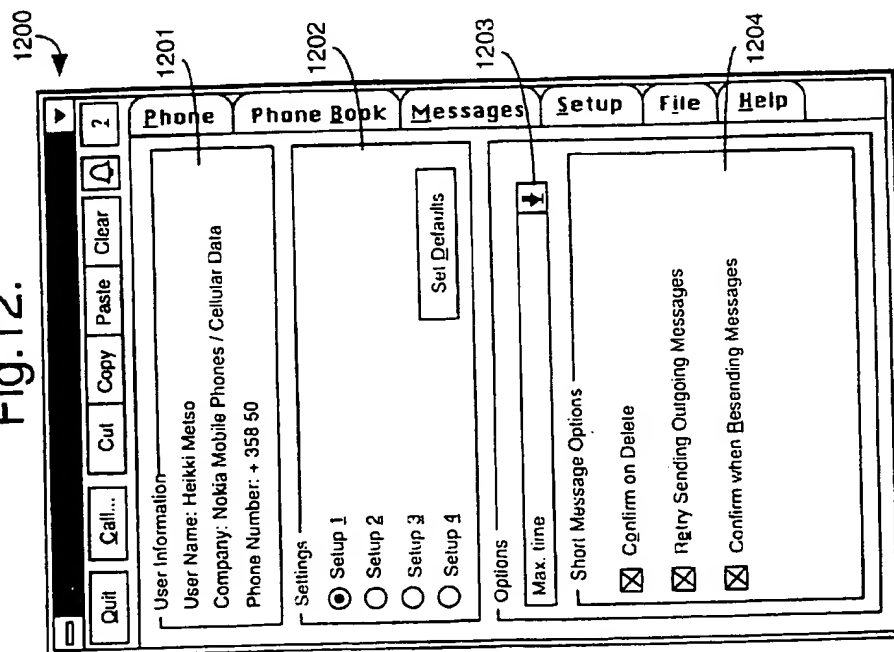 Fig.12.
1200
Quit Call... Cut Copy Paste Clear ?
Phone
Phone Book
Messages
Setup
File
Help
User Information
User Name: Heikki Metso
Company: Nokia Mobile Phones / Cellular Data
Phone Number: + 358 50
1201
Settings
Setup 1
Setup 2
Setup 3
Setup 4
Set Defaults
1202
Options
Max. time
1203
Short Message Options
Confirm on Delete
Retry Sending Outgoing Messages
Confirm when Resending Messages
1204